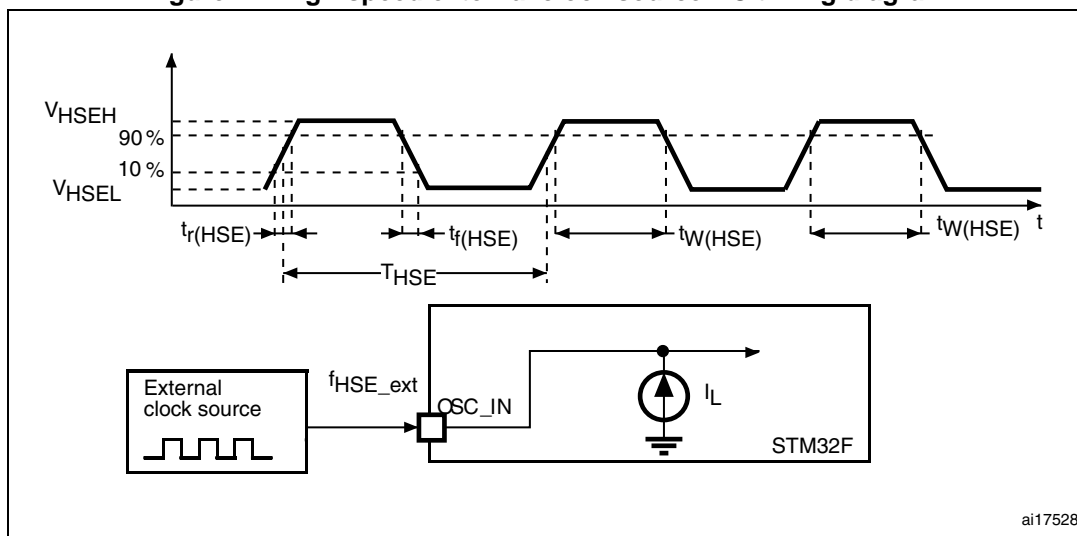 VHSEH
90 %
10 %
VHSEL
tr(HSE)
tf(HSE)
tW(HSE)
tW(HSE)
t
THSE
External
clock source
fHSE_ext
OSC_IN
IL
STM32F
ai17528